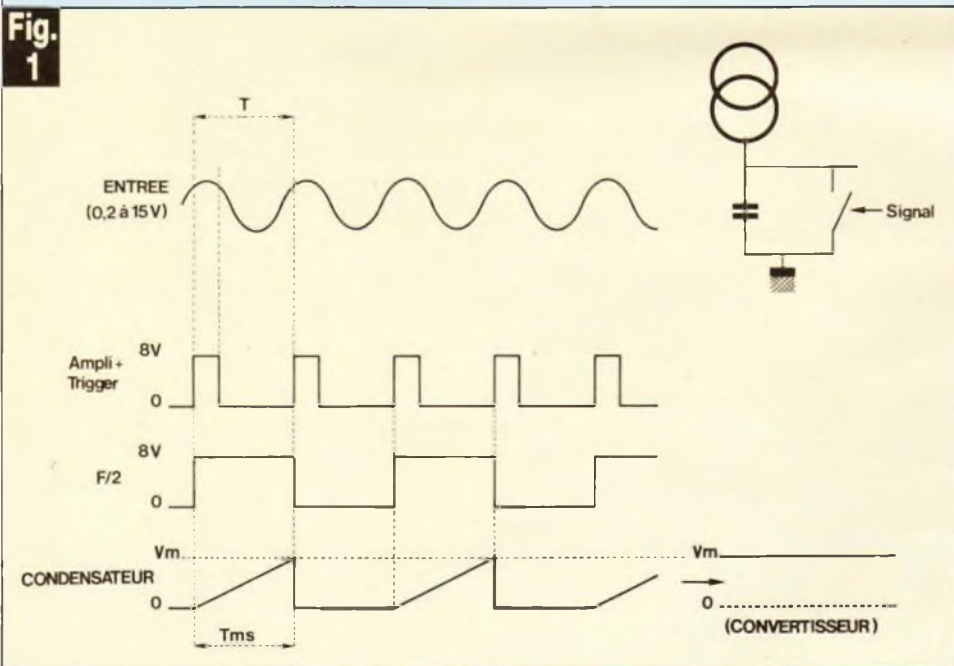 Fig.
1
T
ENTREE
(0,2 à 15V)
Signal
8V
Ampli +
Trigger
0
8V
F/2
0
Vm
CONDENSATEUR
0
Tms
Vm
0
(CONVERTISSEUR)